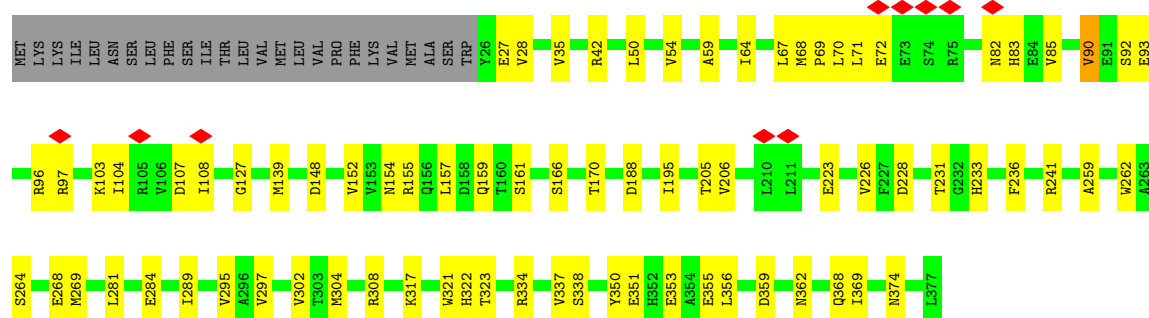 MET LYS LYS ILE LEU ASN SER LEU PHE SER ILE THR LEU VAL MET LEU VAL PRO PHE LYS VAL MET ALA SER TRP Y26 E27 V28 V35 R42 L50 V54 A59 I64 L67 M68 P69 L70 L71 E72 E73 S74 R75 N82 H83 E84 V85 V90 E91 S92 E93
R96 R97 K103 I104 R105 V106 D107 I108 G127 M139 D148 V152 V153 N154 R155 Q156 L157 D158 Q159 T160 S161 S166 T170 D188 I195 T205 V206 L210 L211 E223 V226 F227 D228 T231 G232 H233 F236 R241 A259 W262 A263
S264 E268 M269 L281 E284 I289 V295 A296 V297 V302 T303 M304 R308 K317 W321 H322 T323 R334 V337 S338 Y350 E351 H352 E353 A354 E355 L356 D359 N362 Q368 I369 N374 L377